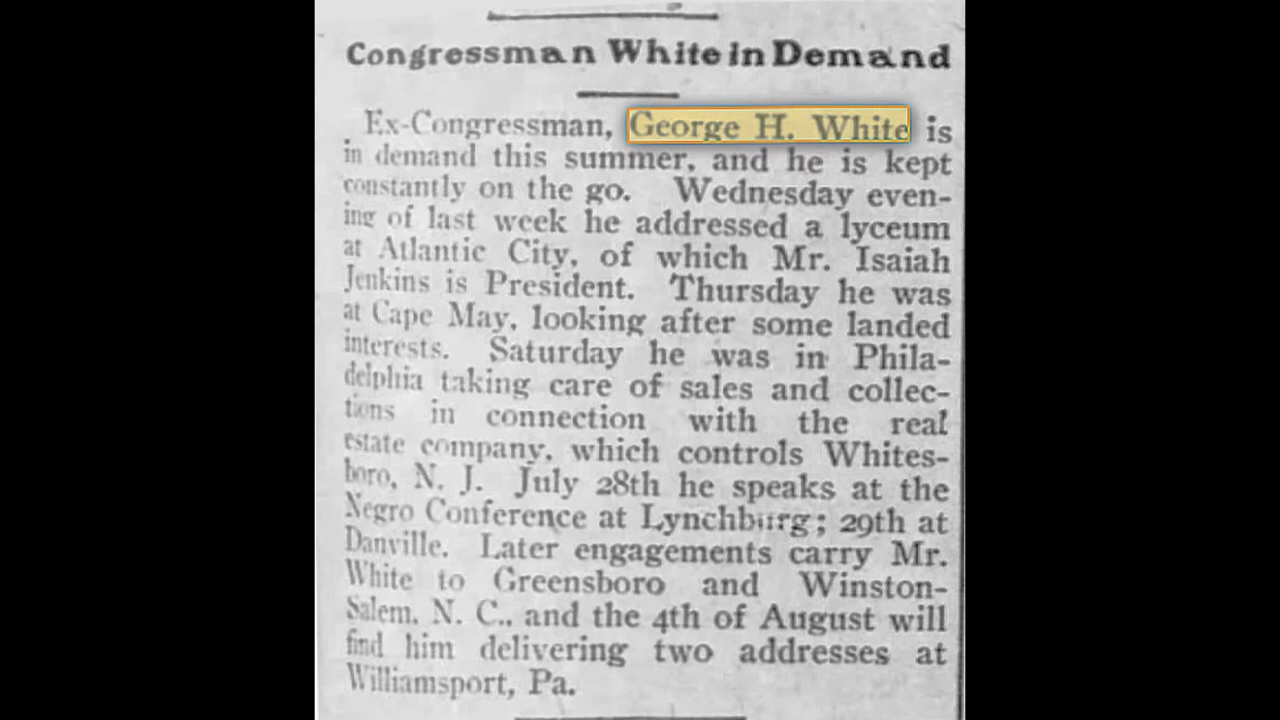 Congressman White in Demand
Ex-Congressman, George H. White is
in demand this summer, and he is kept
constantly on the go. Wednesday even-
ing of last week he addressed a lyceum
at Atlantic City, of which Mr. Isaiah
Jenkins is President. Thursday he was
at Cape May, looking after some landed
interests. Saturday he was in Phila-
delphia taking care of sales and collec-
tions in connection with the real
estate company, which controls Whites-
boro, N. J. July 28th he speaks at the
Negro Conference at Lynchburg; 29th at
Danville. Later engagements carry Mr.
White to Greensboro and Winston-
Salem, N. C., and the 4th of August will
find him delivering two addresses at
Williamsport, Pa.